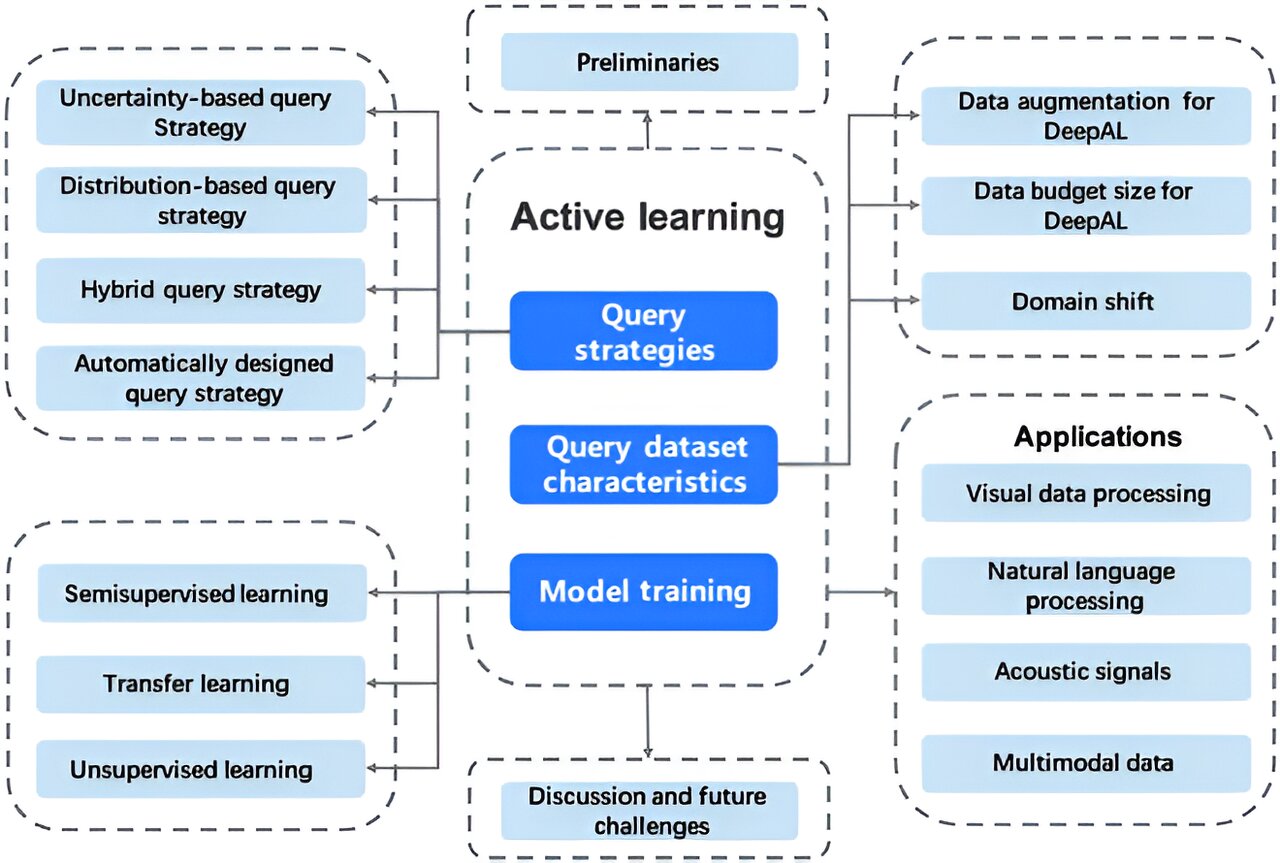 Preliminaries
Uncertainty-based query
Strategy
Distribution-based query
strategy
Hybrid query strategy
Automatically designed
query strategy
Active learning
Query
strategies
Query dataset
characteristics
Model training
Data augmentation for
DeepAL
Data budget size for
DeepAL
Domain shift
Semisupervised learning
Transfer learning
Unsupervised learning
Applications
Visual data processing
Natural language
processing
Acoustic signals
Multimodal data
Discussion and future
challenges